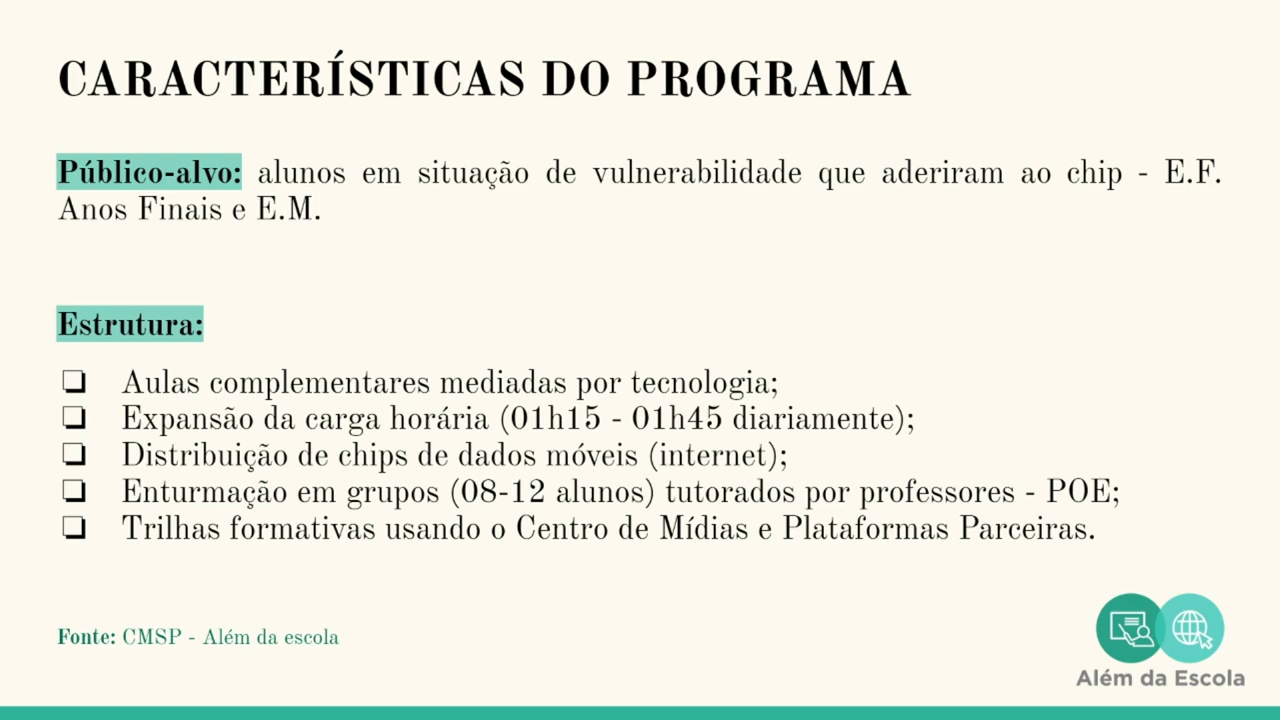 CARACTERÍSTICAS DO PROGRAMA
Público-alvo: alunos em situação de vulnerabilidade que aderiram ao chip - E.F.
Anos Finais e E.M.
Estrutura:
❏ Aulas complementares mediadas por tecnologia;
❏ Expansão da carga horária (01h15 - 01h45 diariamente);
❏ Distribuição de chips de dados móveis (internet);
❏ Enturmação em grupos (08-12 alunos) tutorados por professores - POE;
❏ Trilhas formativas usando o Centro de Mídias e Plataformas Parceiras.
Fonte: CMSP - Além da escola
Além da Escola